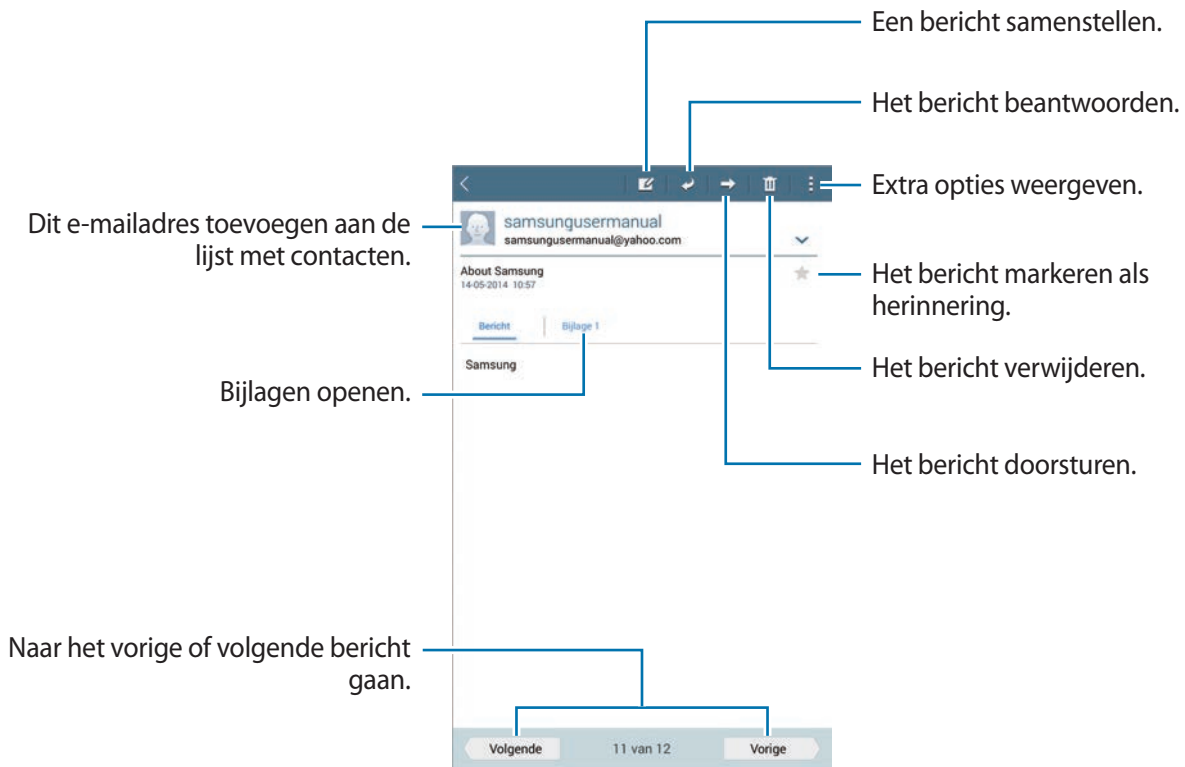 Een bericht samenstellen.
Het bericht beantwoorden.
Extra opties weergeven.
Dit e-mailadres toevoegen aan de
lijst met contacten.
samsungusermanual
samsungusermanual@yahoo.com
About Samsung
14-05-2014 10:57
Het bericht markeren als
herinnering.
Bericht
Bijlage 1
Samsung
Het bericht verwijderen.
Bijlagen openen.
Het bericht doorsturen.
Naar het vorige of volgende bericht
gaan.
Volgende
11 van 12
Vorige